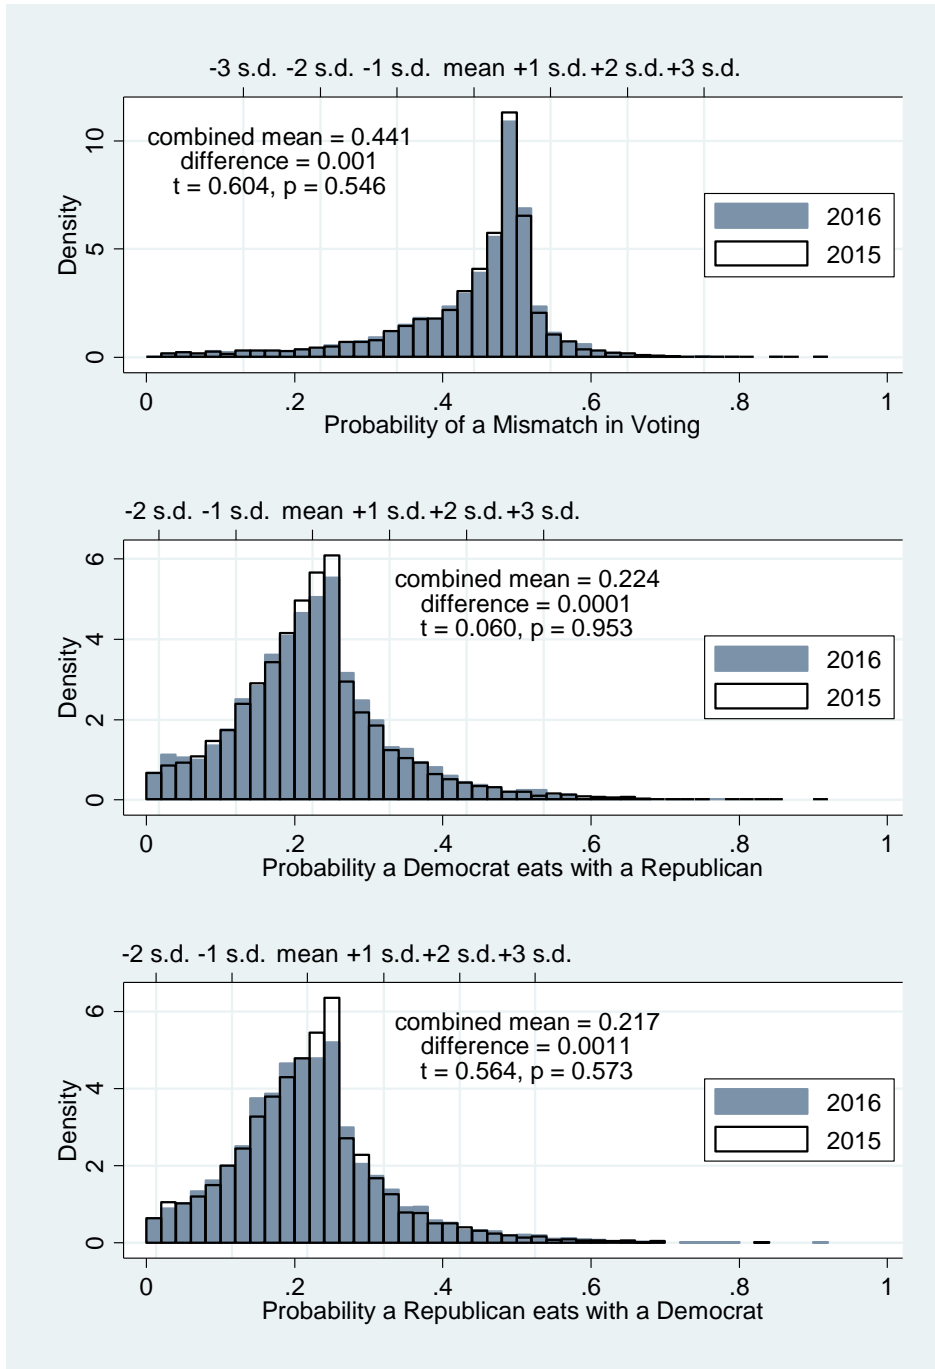 -3 s.d. -2 s.d. -1 s.d. mean +1 s.d. +2 s.d. +3 s.d.
10
5
0
Density
combined mean = 0.441
difference = 0.001
t = 0.604, p = 0.546
2016
2015
0 .2 .4 .6 .8 1
Probability of a Mismatch in Voting
-2 s.d. -1 s.d. mean +1 s.d. +2 s.d. +3 s.d.
6
4
2
0
Density
combined mean = 0.224
difference = 0.0001
t = 0.060, p = 0.953
2016
2015
0 .2 .4 .6 .8 1
Probability a Democrat eats with a Republican
-2 s.d. -1 s.d. mean +1 s.d. +2 s.d. +3 s.d.
6
4
2
0
Density
combined mean = 0.217
difference = 0.0011
t = 0.564, p = 0.573
2016
2015
0 .2 .4 .6 .8 1
Probability a Republican eats with a Democrat